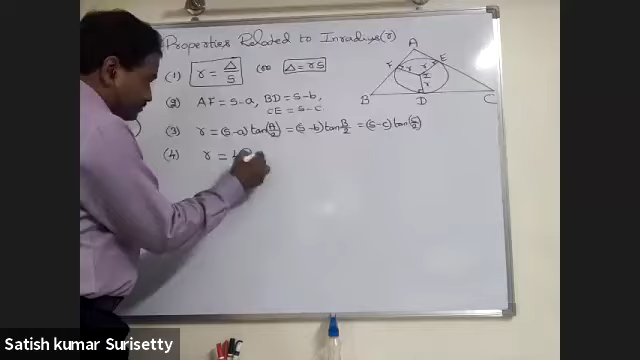 Properties Related to Inradius(r)
(1) r = Δ/s (or) Δ = rs
(2) AF = s-a, BD = s-b,
CE = s-c
(3) r = (s-a) tan(A/2) = (s-b) tan B/2 = (s-c) tan(C/2)
(4) r = 4R
A
F
E
r
r
I
r
B
D
C
Satish kumar Surisetty